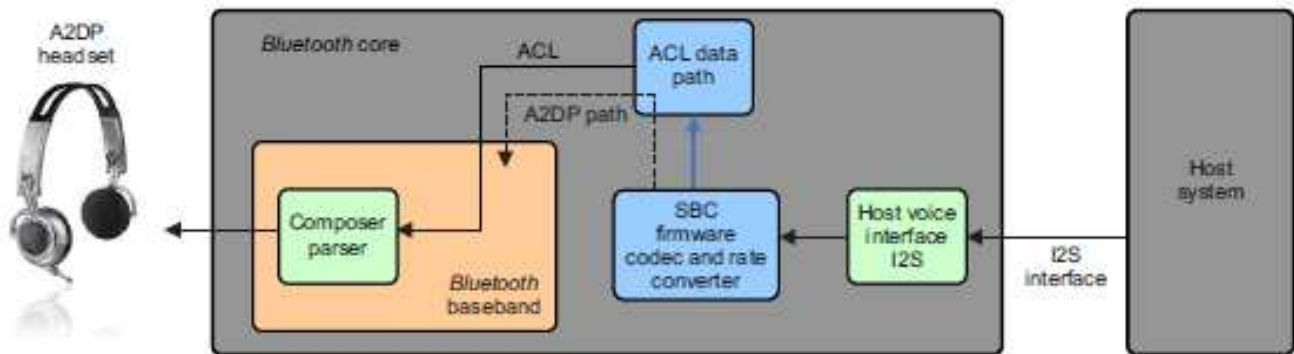 A2DP
headset
Bluetooth core
ACL
ACL data
path
A2DP path
Composer
parser
Bluetooth
baseband
SBC
firmware
codec and rate
converter
Host voice
interface
I2S
I2S
interface
Host
system